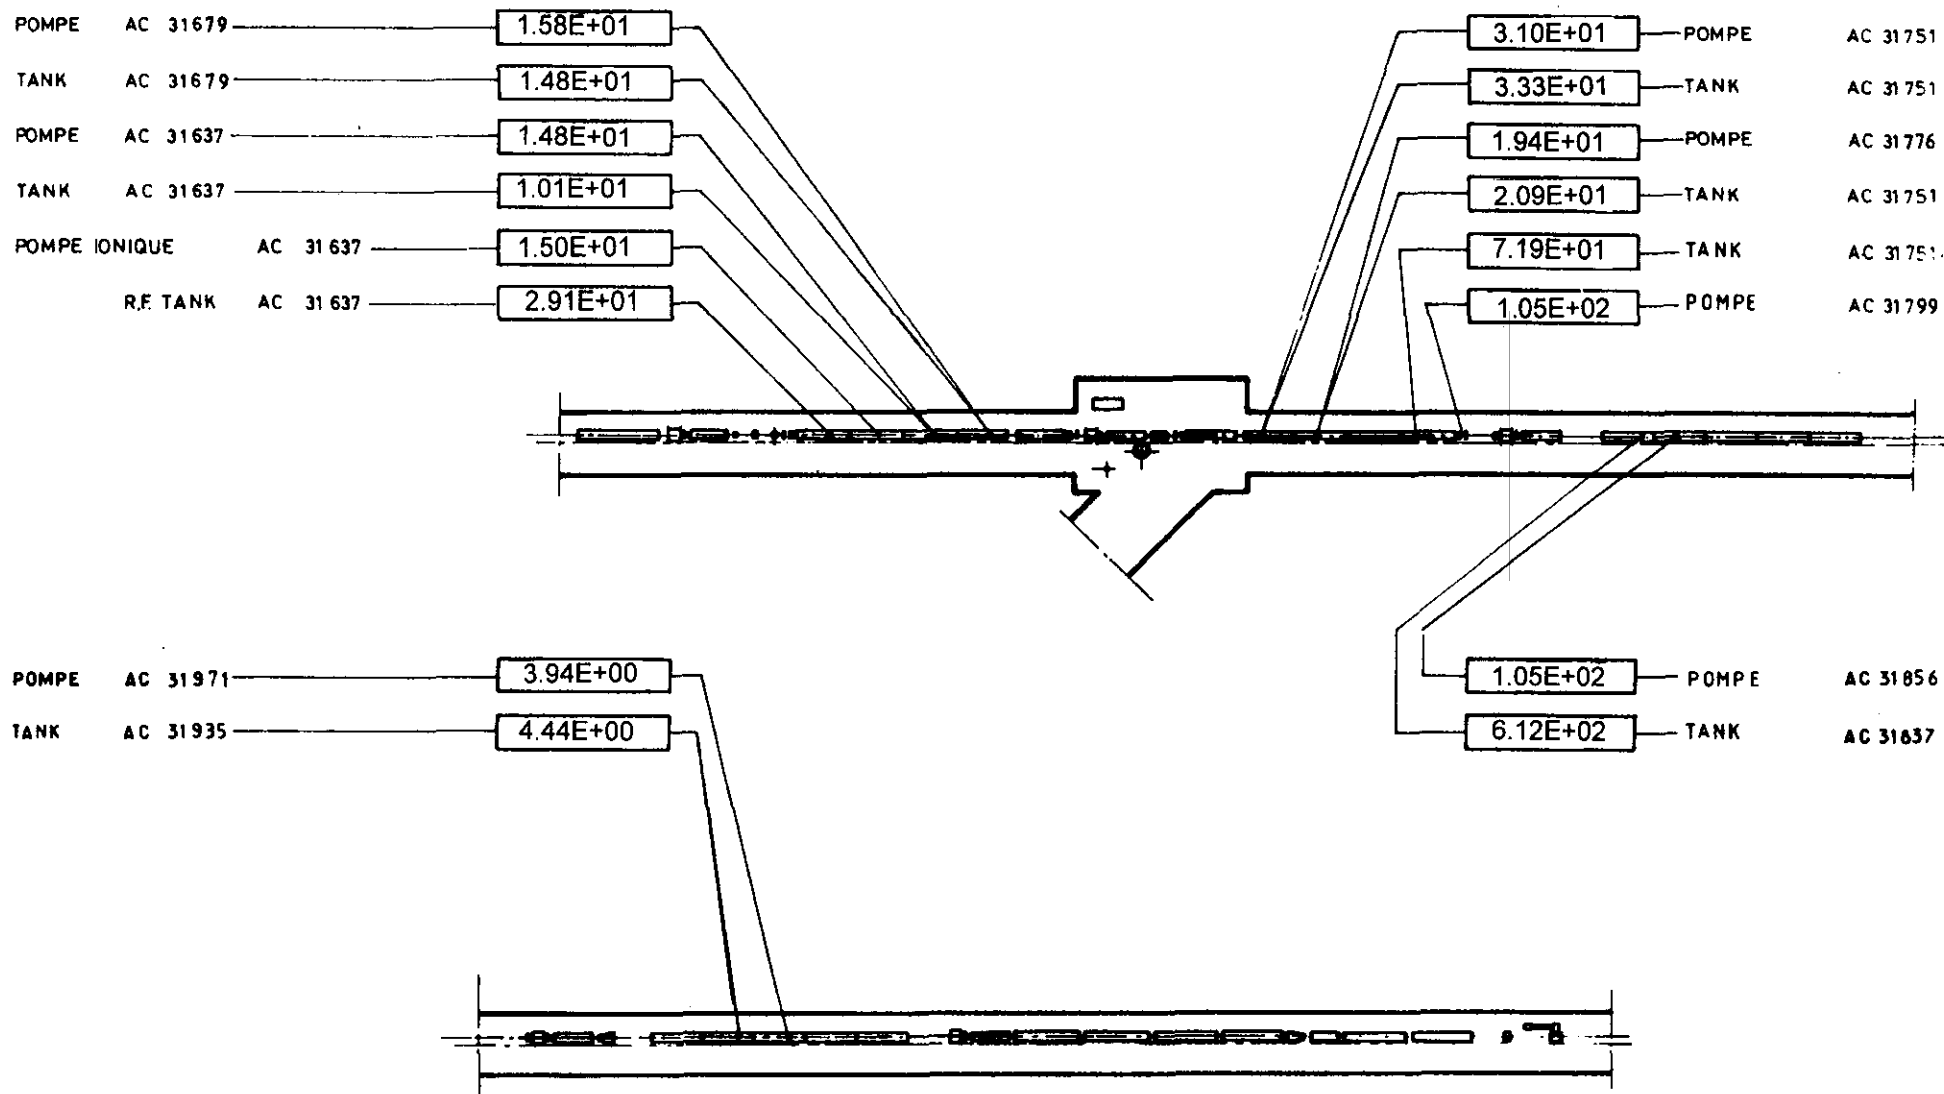 POMPE AC 31679 1.58E+01
TANK AC 31679 1.48E+01
POMPE AC 31637 1.48E+01
TANK AC 31637 1.01E+01
POMPE IONIQUE AC 31637 1.50E+01
R.F. TANK AC 31637 2.91E+01
3.10E+01 POMPE AC 31751
3.33E+01 TANK AC 31751
1.94E+01 POMPE AC 31776
2.09E+01 TANK AC 31751
7.19E+01 TANK AC 31751
1.05E+02 POMPE AC 31799
POMPE AC 31971 3.94E+00
TANK AC 31935 4.44E+00
1.05E+02 POMPE AC 31856
6.12E+02 TANK AC 31837